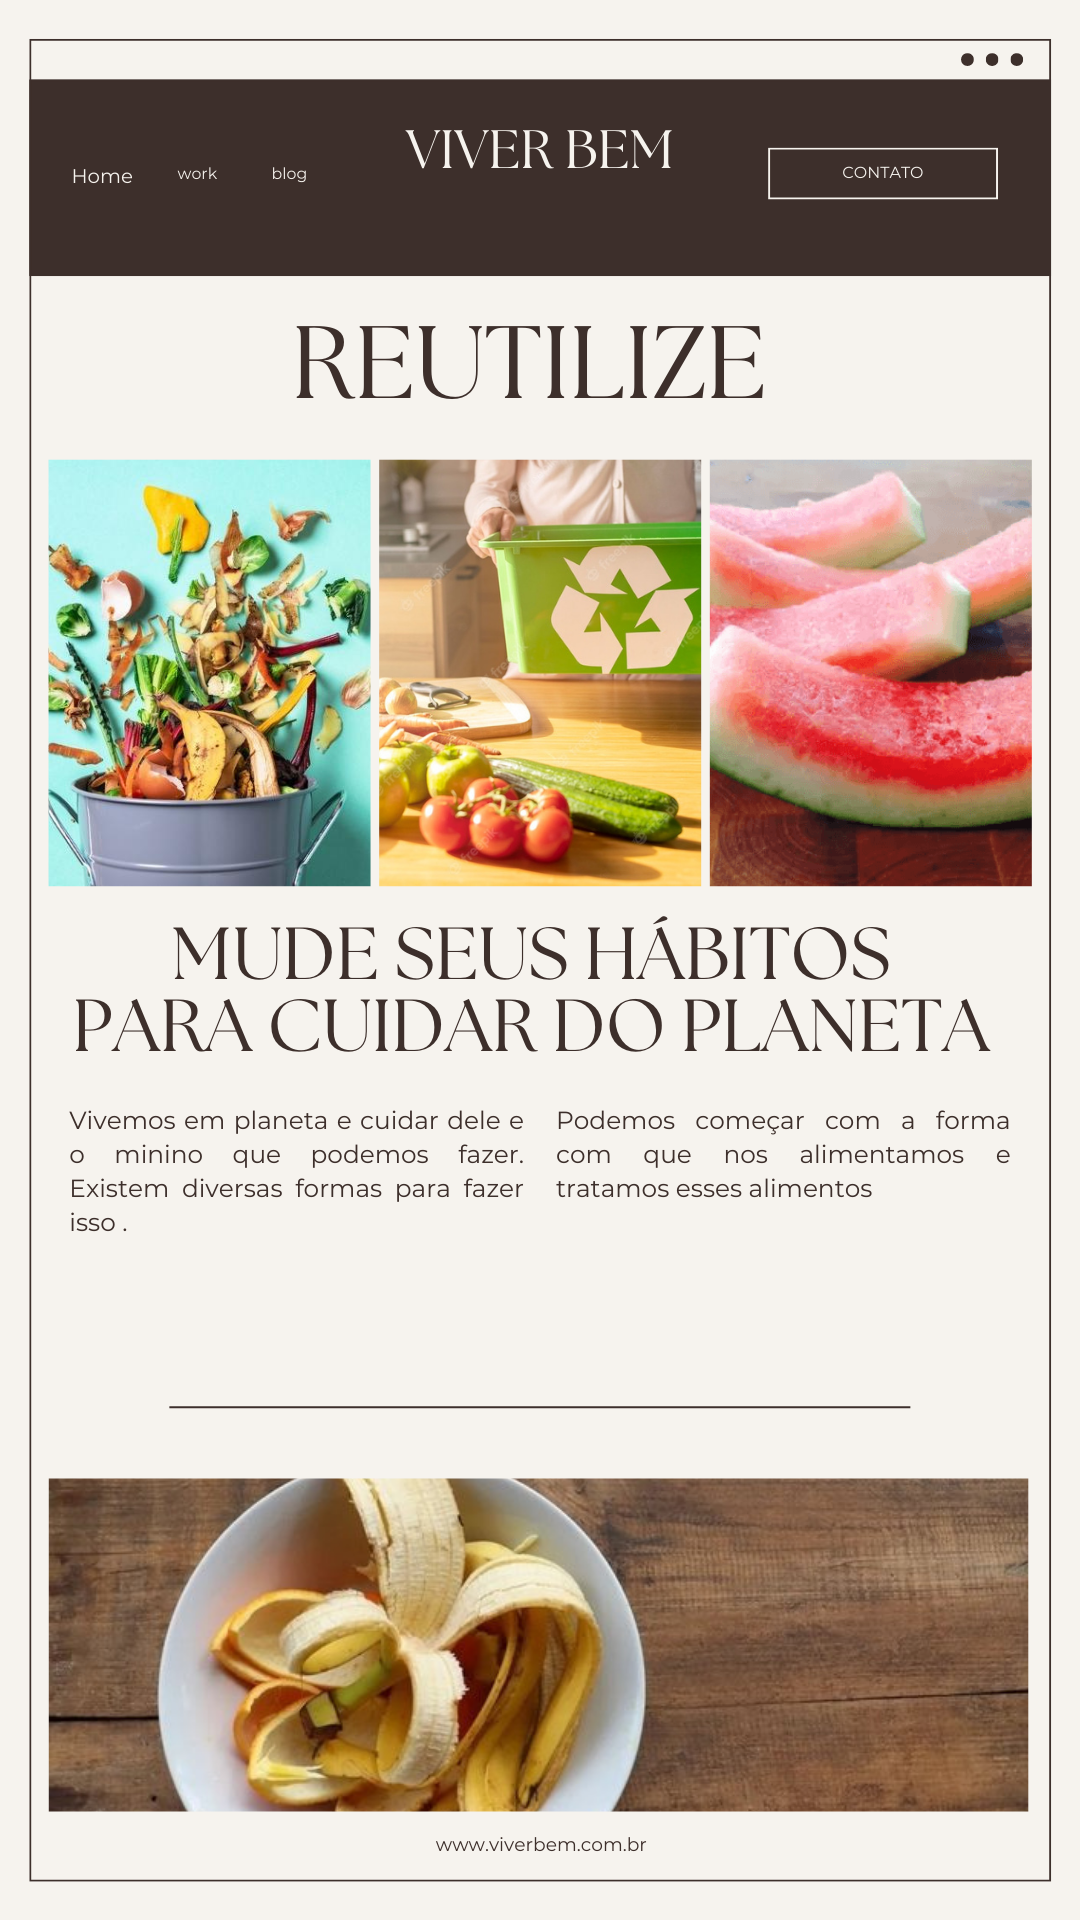 Home
work
blog
VIVER BEM
CONTATO
REUTILIZE
MUDE SEUS HÁBITOS
PARA CUIDAR DO PLANETA
Vivemos em planeta e cuidar dele e
o minino que podemos fazer.
Existem diversas formas para fazer
isso .
Podemos começar com a forma
com que nos alimentamos e
tratamos esses alimentos
www.viverbem.com.br